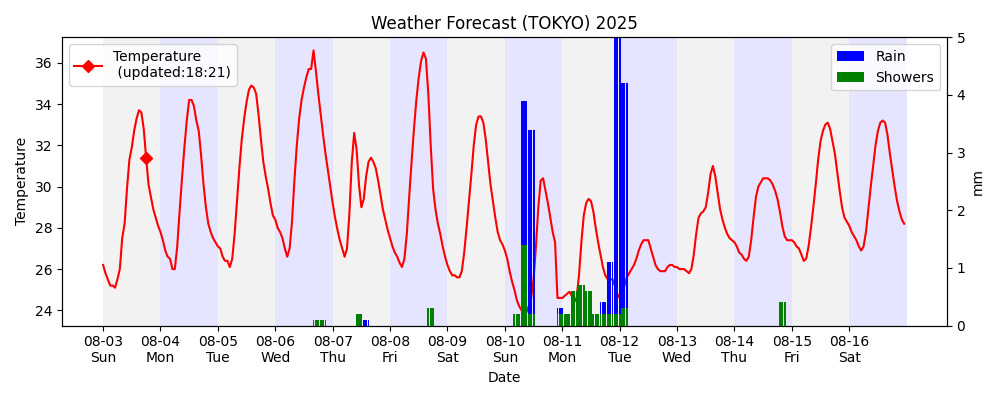 Weather Forecast (TOKYO) 2025
Temperature
(updated:18:21)
Rain
Showers
Temperature
36
34
32
30
28
26
24
5
4
3
2
1
0
mm
08-03 08-04 08-05 08-06 08-07 08-08 08-09 08-10 08-11 08-12 08-13 08-14 08-15 08-16
Sun Mon Tue Wed Thu Fri Sat Sun Mon Tue Wed Thu Fri Sat
Date